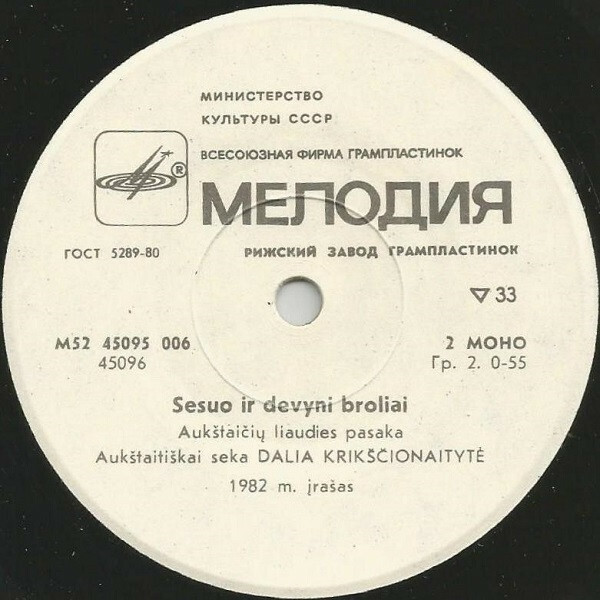 МИНИСТЕРСТВО
КУЛЬТУРЫ СССР
ВСЕСОЮЗНАЯ ФИРМА ГРАМПЛАСТИНОК
®
МЕЛОДИЯ
ГОСТ 5289-80
РИЖСКИЙ ЗАВОД ГРАМПЛАСТИНОК
▽ 33
М52 45095 006
45096
2 МОНО
Гр. 2. 0-55
Sesuo ir devyni broliai
Aukštaičių liaudies pasaka
Aukštaitiškai seka DALIA KRIKŠČIONAITYTĖ
1982 m. įrašas